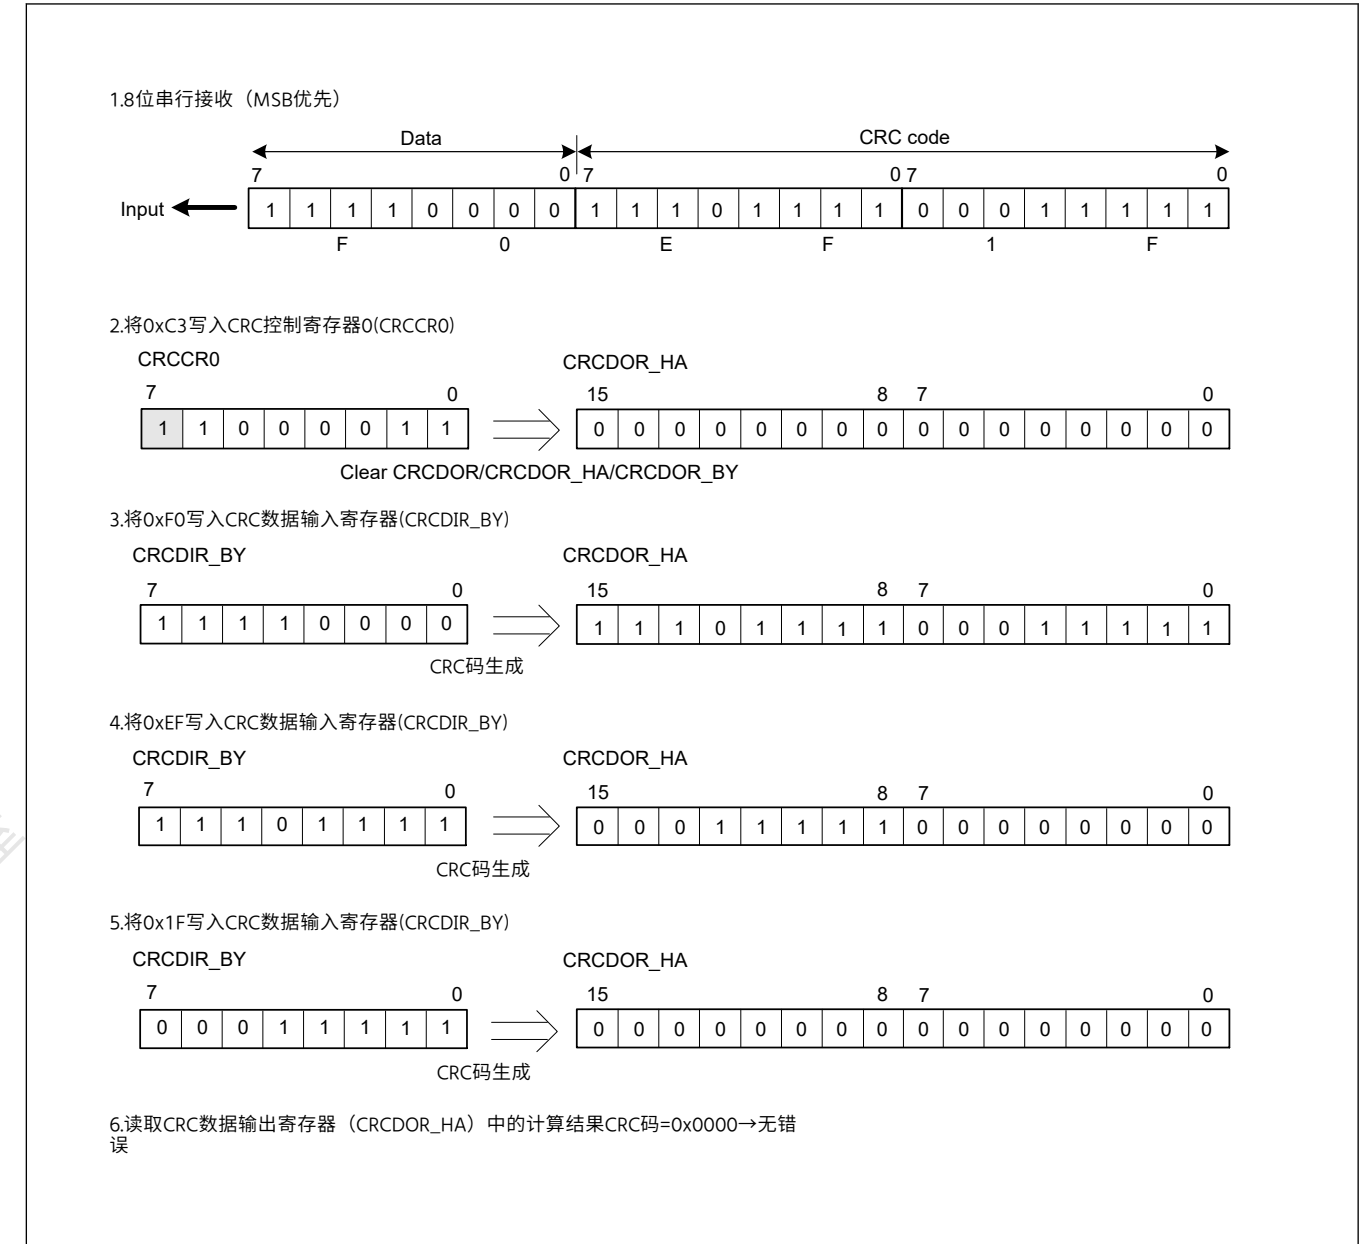 1.8位串行接收（MSB优先）
Data CRC code
7 0 7 0 7 0
Input 1 1 1 1 0 0 0 0 1 1 1 0 1 1 1 1 0 0 0 1 1 1 1 1
F 0 E F 1 F
2.将0xC3写入CRC控制寄存器0(CRCCR0)
CRCCR0 CRCDOR_HA
7 0 15 8 7 0
1 1 0 0 0 0 1 1 0 0 0 0 0 0 0 0 0 0 0 0 0 0 0 0
Clear CRCDOR/CRCDOR_HA/CRCDOR_BY
3.将0xF0写入CRC数据输入寄存器(CRCDIR_BY)
CRCDIR_BY CRCDOR_HA
7 0 15 8 7 0
1 1 1 1 0 0 0 0 1 1 1 0 1 1 1 1 0 0 0 1 1 1 1 1
CRC码生成
4.将0xEF写入CRC数据输入寄存器(CRCDIR_BY)
CRCDIR_BY CRCDOR_HA
7 0 15 8 7 0
1 1 1 0 1 1 1 1 0 0 0 1 1 1 1 1 0 0 0 0 0 0 0 0
CRC码生成
5.将0x1F写入CRC数据输入寄存器(CRCDIR_BY)
CRCDIR_BY CRCDOR_HA
7 0 15 8 7 0
0 0 0 1 1 1 1 1 0 0 0 0 0 0 0 0 0 0 0 0 0 0 0 0
CRC码生成
6.读取CRC数据输出寄存器（CRCDOR_HA）中的计算结果CRC码=0x0000→无错
误